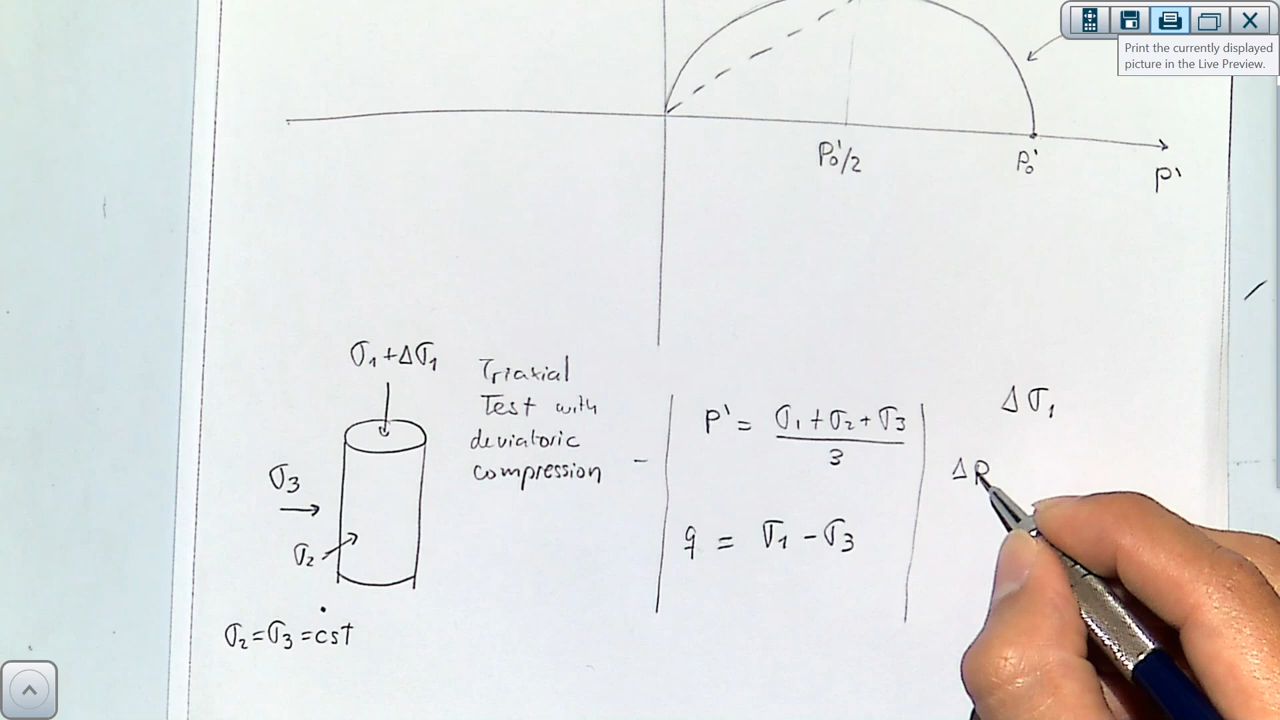 Print the currently displayed
picture in the Live Preview.
P₀'/2
P₀'
P'
σ₁+Δσ₁
Triaxial
Test with
deviatoric
compression
σ₃
σ₂
σ₂=σ₃=cst
P' = σ₁+σ₂+σ₃
3
q = σ₁-σ₃
Δσ₁
ΔP